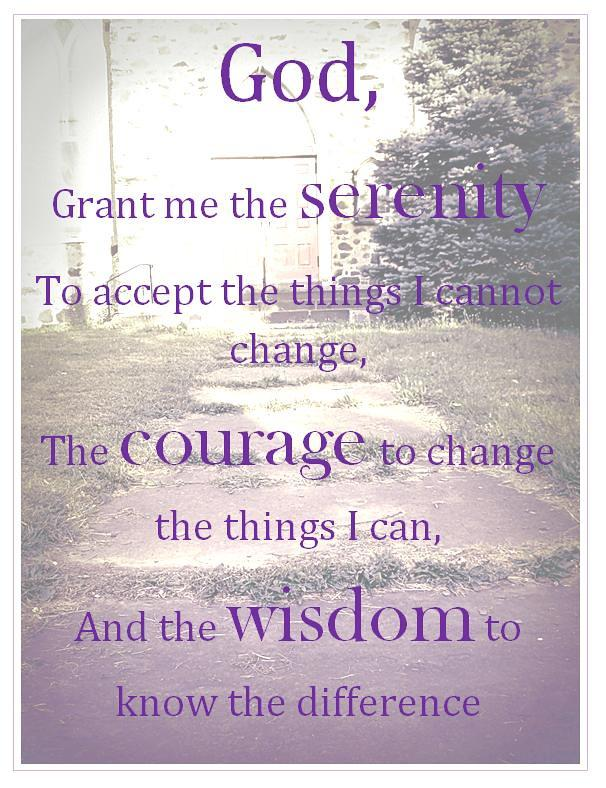 God,
Grant me the serenity
To accept the things I cannot
change,
The courage to change
the things I can,
And the wisdom to
know the difference